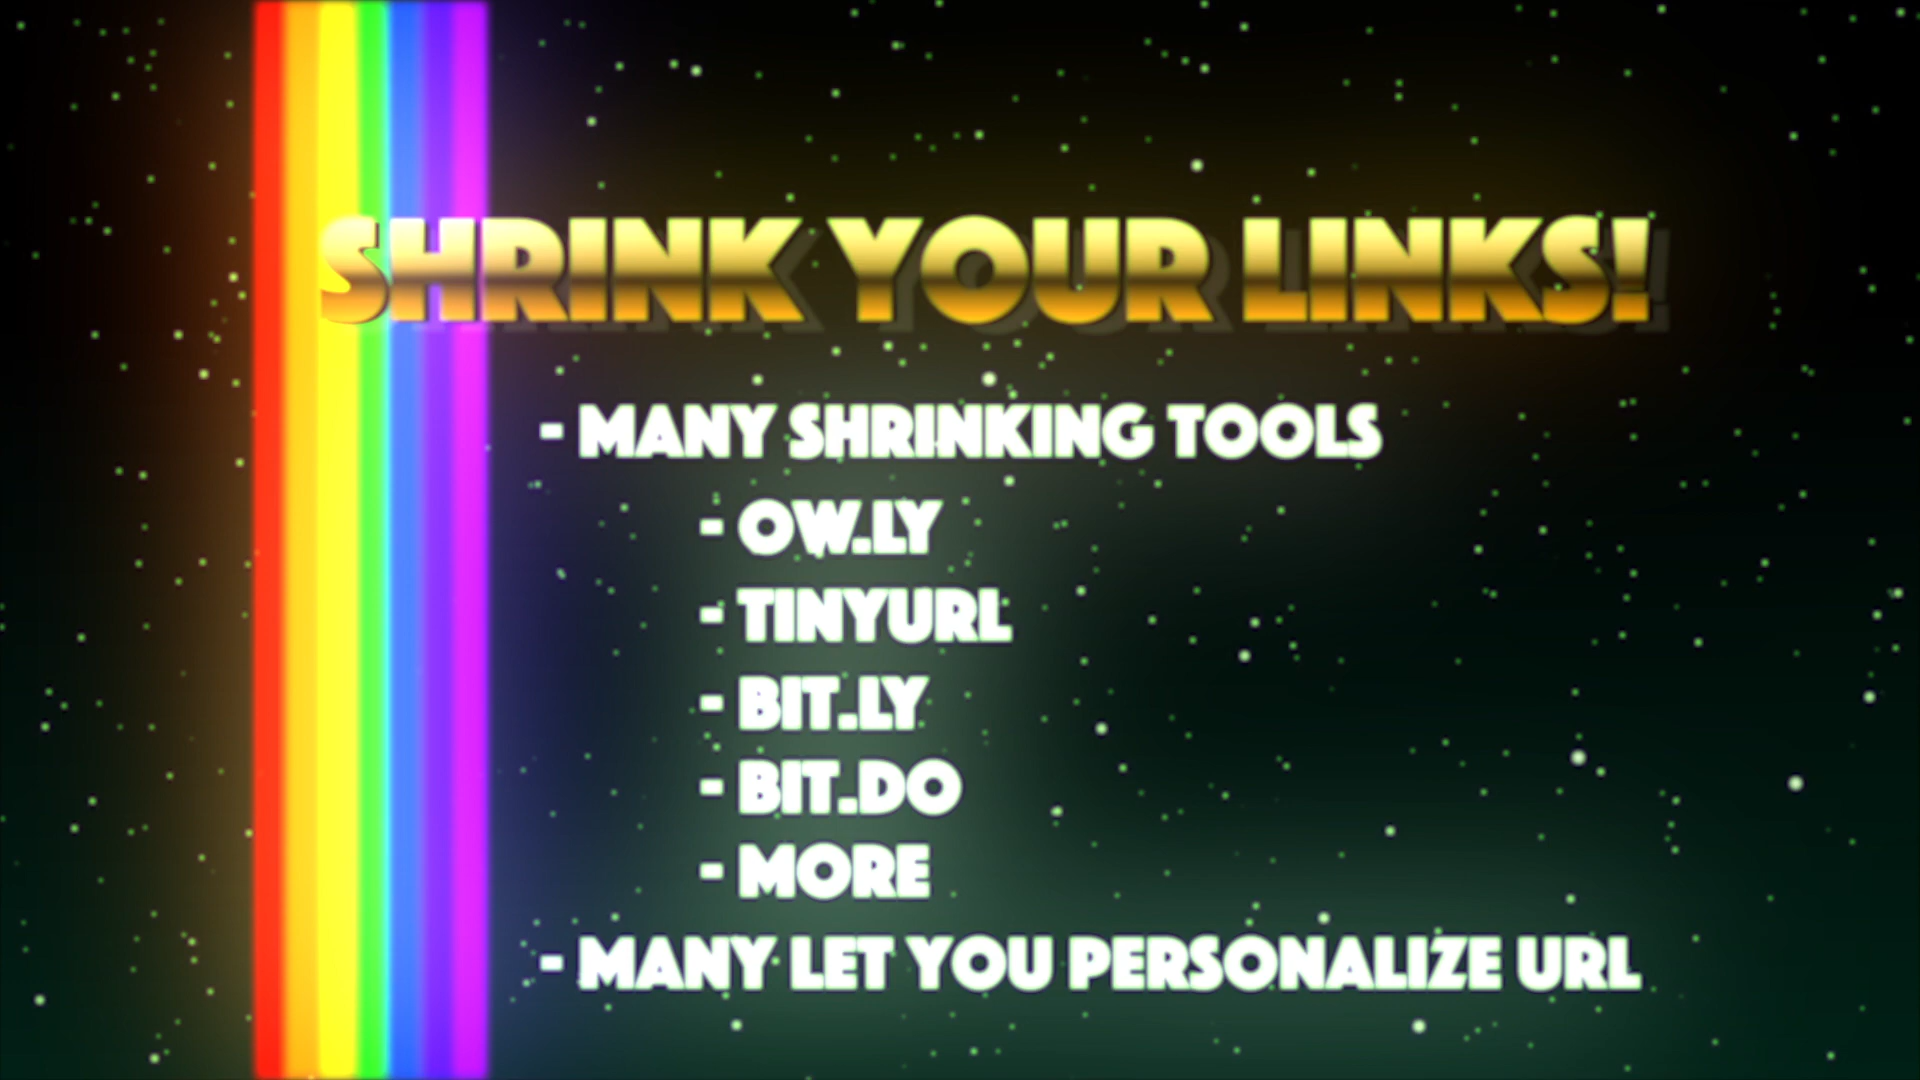 SHRINK YOUR LINKS!
- MANY SHRINKING TOOLS
- OW.LY
- TINYURL
- BIT.LY
- BIT.DO
- MORE
- MANY LET YOU PERSONALIZE URL